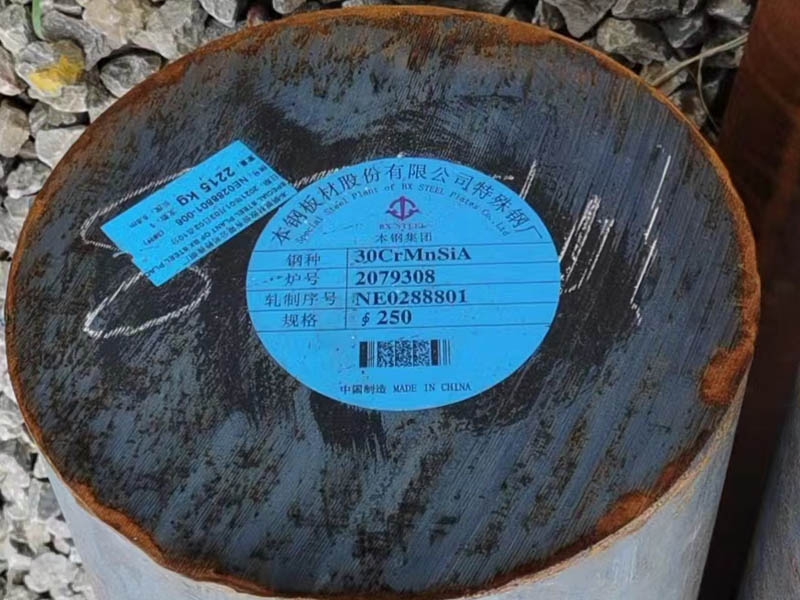 本钢板材股份有限公司特殊钢厂
Special Steel Plant of BX STEEL Plates Co., Ltd
BX STEEL
本钢集团
钢种 30CrMnSiA
炉号 2079308
轧制序号 NE0288801
规格 ϕ 250
中国制造 MADE IN CHINA
NE0288801-006
2215 kg